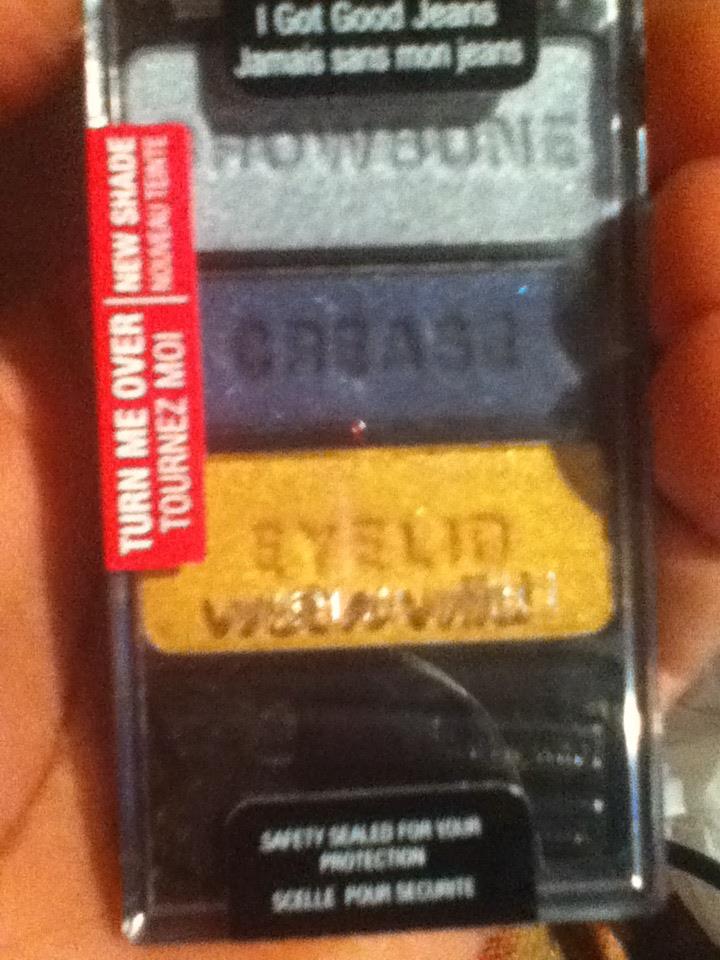 I Got Good Jeans
Jamais sans mon jeans
ROWBONE
CREASE
EYELID
TURN ME OVER | NEW SHADE
TOURNEZ MOI | NOUVEAU TEINTE
SAFETY SEALED FOR YOUR
PROTECTION
SCELLE POUR SECURITE